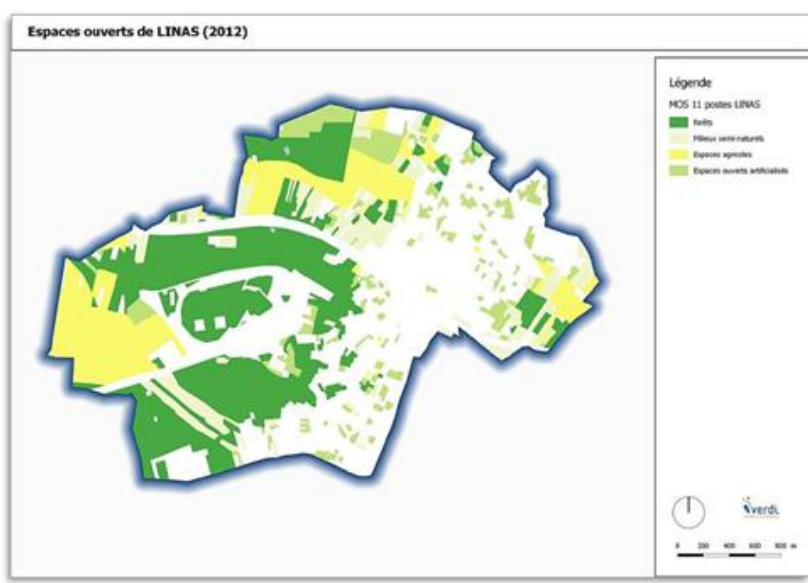 Espaces ouverts de LINAS (2012)
Légende
MOS 11 postes LINAS
Forêts
Milieux semi-naturels
Espaces agricoles
Espaces ouverts artificialisés
verdi
0 200 400 600 800 m